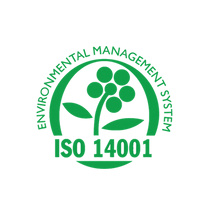 ENVIRONMENTAL MANAGEMENT SYSTEM
ISO 14001